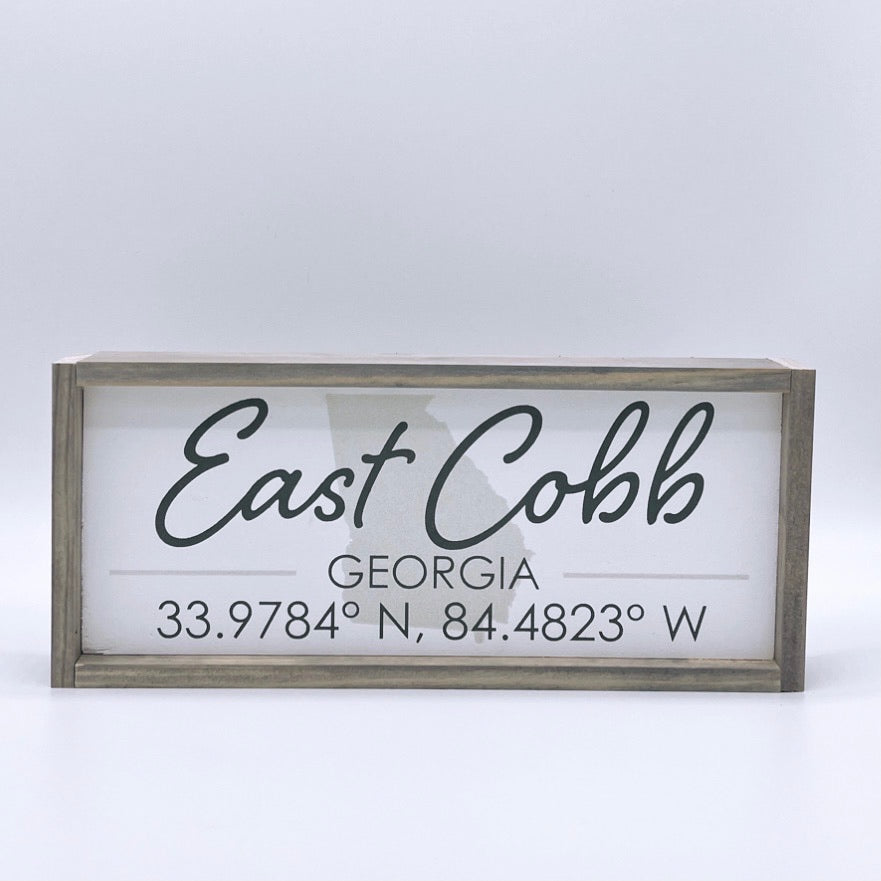 East Cobb
GEORGIA
33.9784° N, 84.4823° W